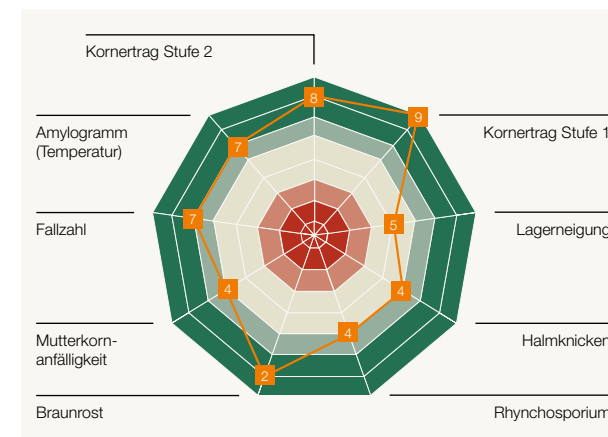 Kornertrag Stufe 2
8
9
Kornertrag Stufe 1
Amylogramm
(Temperatur)
7
7
5
Fallzahl
Lagerneigung
4
4
Mutterkorn-
anfälligkeit
Halmknicken
4
2
Braunrost
Rhynchosporium